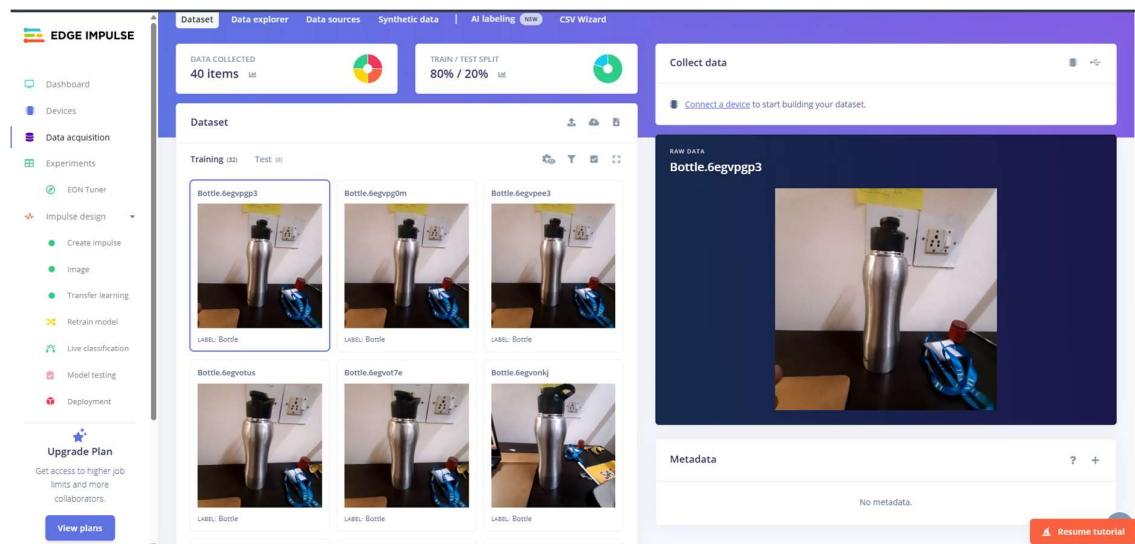 EDGE IMPULSE
Dashboard
Devices
Data acquisition
Experiments
EON Tuner
Impulse design
Create impulse
Image
Transfer learning
Retrain model
Live classification
Model testing
Deployment
Upgrade Plan
Get access to higher job
limits and more
collaborators.
View plans
Dataset Data explorer Data sources Synthetic data | AI labeling NEW CSV Wizard
DATA COLLECTED
40 items
TRAIN / TEST SPLIT
80% / 20%
Dataset
Training (32) Test (8)
Bottle.6egvpgp3 Bottle.6egvpg0m Bottle.6egvpee3
LABEL: Bottle LABEL: Bottle LABEL: Bottle
Bottle.6egvotus Bottle.6egvot7e Bottle.6egvonkj
LABEL: Bottle LABEL: Bottle LABEL: Bottle
Collect data
Connect a device to start building your dataset.
RAW DATA
Bottle.6egvpgp3
Metadata
No metadata.
Resume tutorial